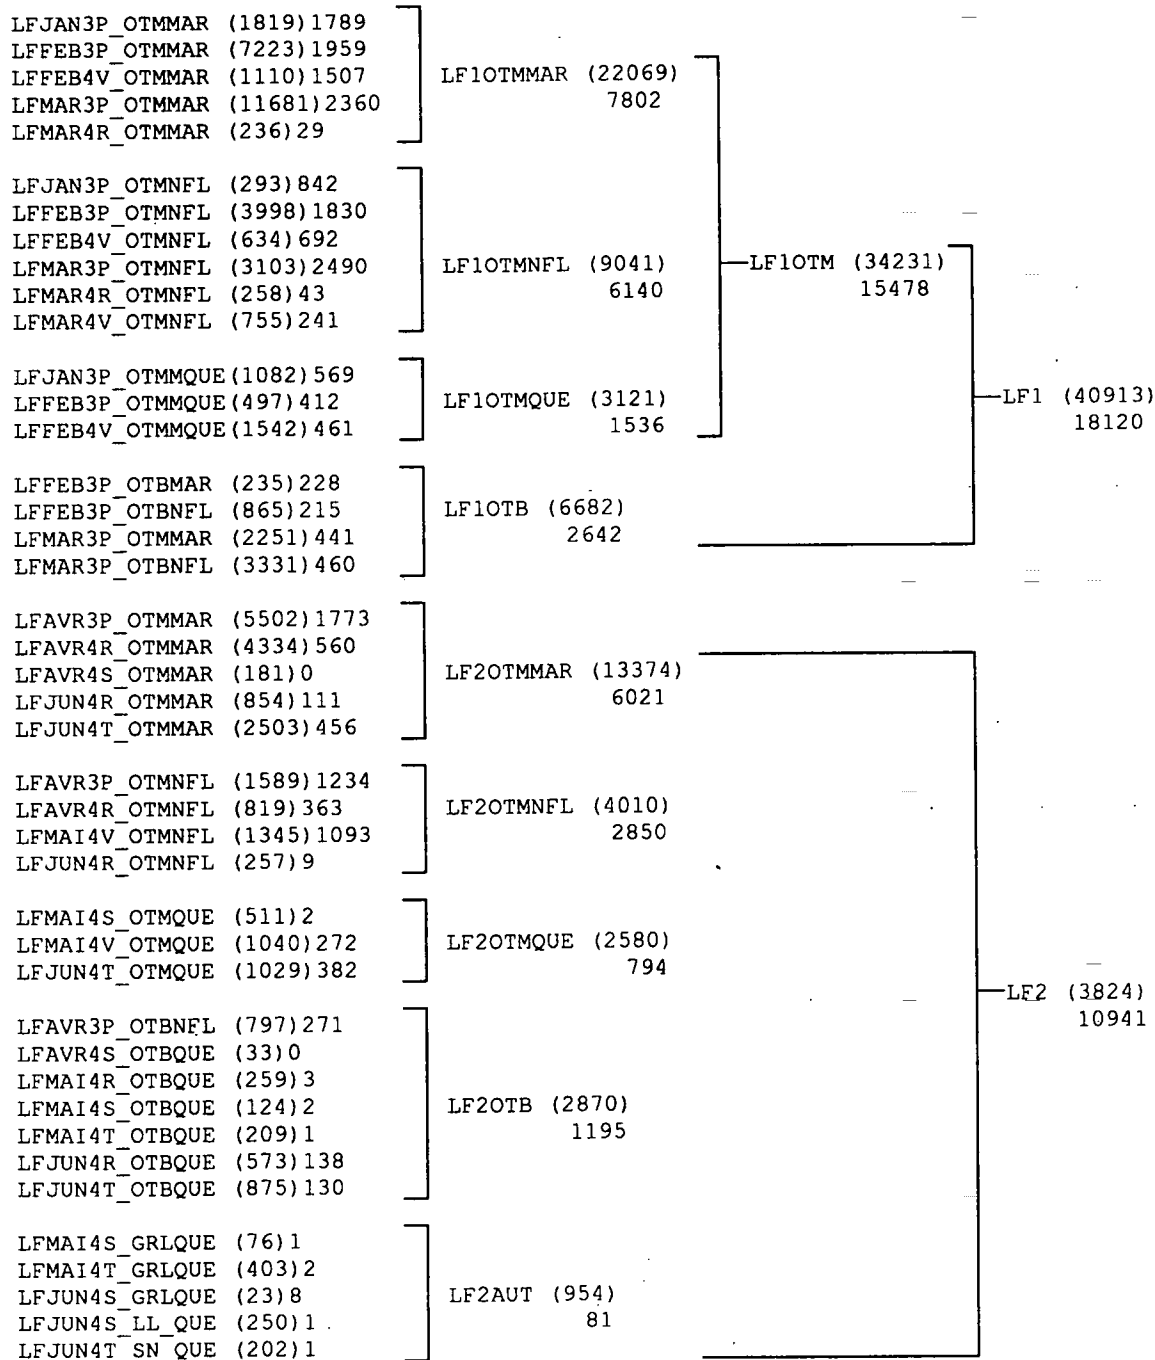 LFJAN3P_OTMMAR (1819)1789
LFFEB3P_OTMMAR (7223)1959
LFFEB4V_OTMMAR (1110)1507
LFMAR3P_OTMMAR (11681)2360
LFMAR4R_OTMMAR (236)29
LF1OTMMAR (22069)
7802
LFJAN3P_OTMNFL (293)842
LFFEB3P_OTMNFL (3998)1830
LFFEB4V_OTMNFL (634)692
LFMAR3P_OTMNFL (3103)2490
LFMAR4R_OTMNFL (258)43
LFMAR4V_OTMNFL (755)241
LF1OTMNFL (9041)
6140
LFJAN3P_OTMMQUE(1082)569
LFFEB3P_OTMMQUE(497)412
LFFEB4V_OTMMQUE(1542)461
LF1OTMQUE (3121)
1536
LF1OTM (34231)
15478
LFFEB3P_OTBMAR (235)228
LFFEB3P_OTBNFL (865)215
LFMAR3P_OTMMAR (2251)441
LFMAR3P_OTBNFL (3331)460
LF1OTB (6682)
2642
LF1 (40913)
18120
LFAVR3P_OTMMAR (5502)1773
LFAVR4R_OTMMAR (4334)560
LFAVR4S_OTMMAR (181)0
LFJUN4R_OTMMAR (854)111
LFJUN4T_OTMMAR (2503)456
LF2OTMMAR (13374)
6021
LFAVR3P_OTMNFL (1589)1234
LFAVR4R_OTMNFL (819)363
LFMAI4V_OTMNFL (1345)1093
LFJUN4R_OTMNFL (257)9
LF2OTMNFL (4010)
2850
LFMAI4S_OTMQUE (511)2
LFMAI4V_OTMQUE (1040)272
LFJUN4T_OTMQUE (1029)382
LF2OTMQUE (2580)
794
LFAVR3P_OTBNFL (797)271
LFAVR4S_OTBQUE (33)0
LFMAI4R_OTBQUE (259)3
LFMAI4S_OTBQUE (124)2
LFMAI4T_OTBQUE (209)1
LFJUN4R_OTBQUE (573)138
LFJUN4T_OTBQUE (875)130
LF2OTB (2870)
1195
LFMAI4S_GRLQUE (76)1
LFMAI4T_GRLQUE (403)2
LFJUN4S_GRLQUE (23)8
LFJUN4S_LL_QUE (250)1
LFJUN4T_SN_QUE (202)1
LF2AUT (954)
81
LF2 (3824)
10941